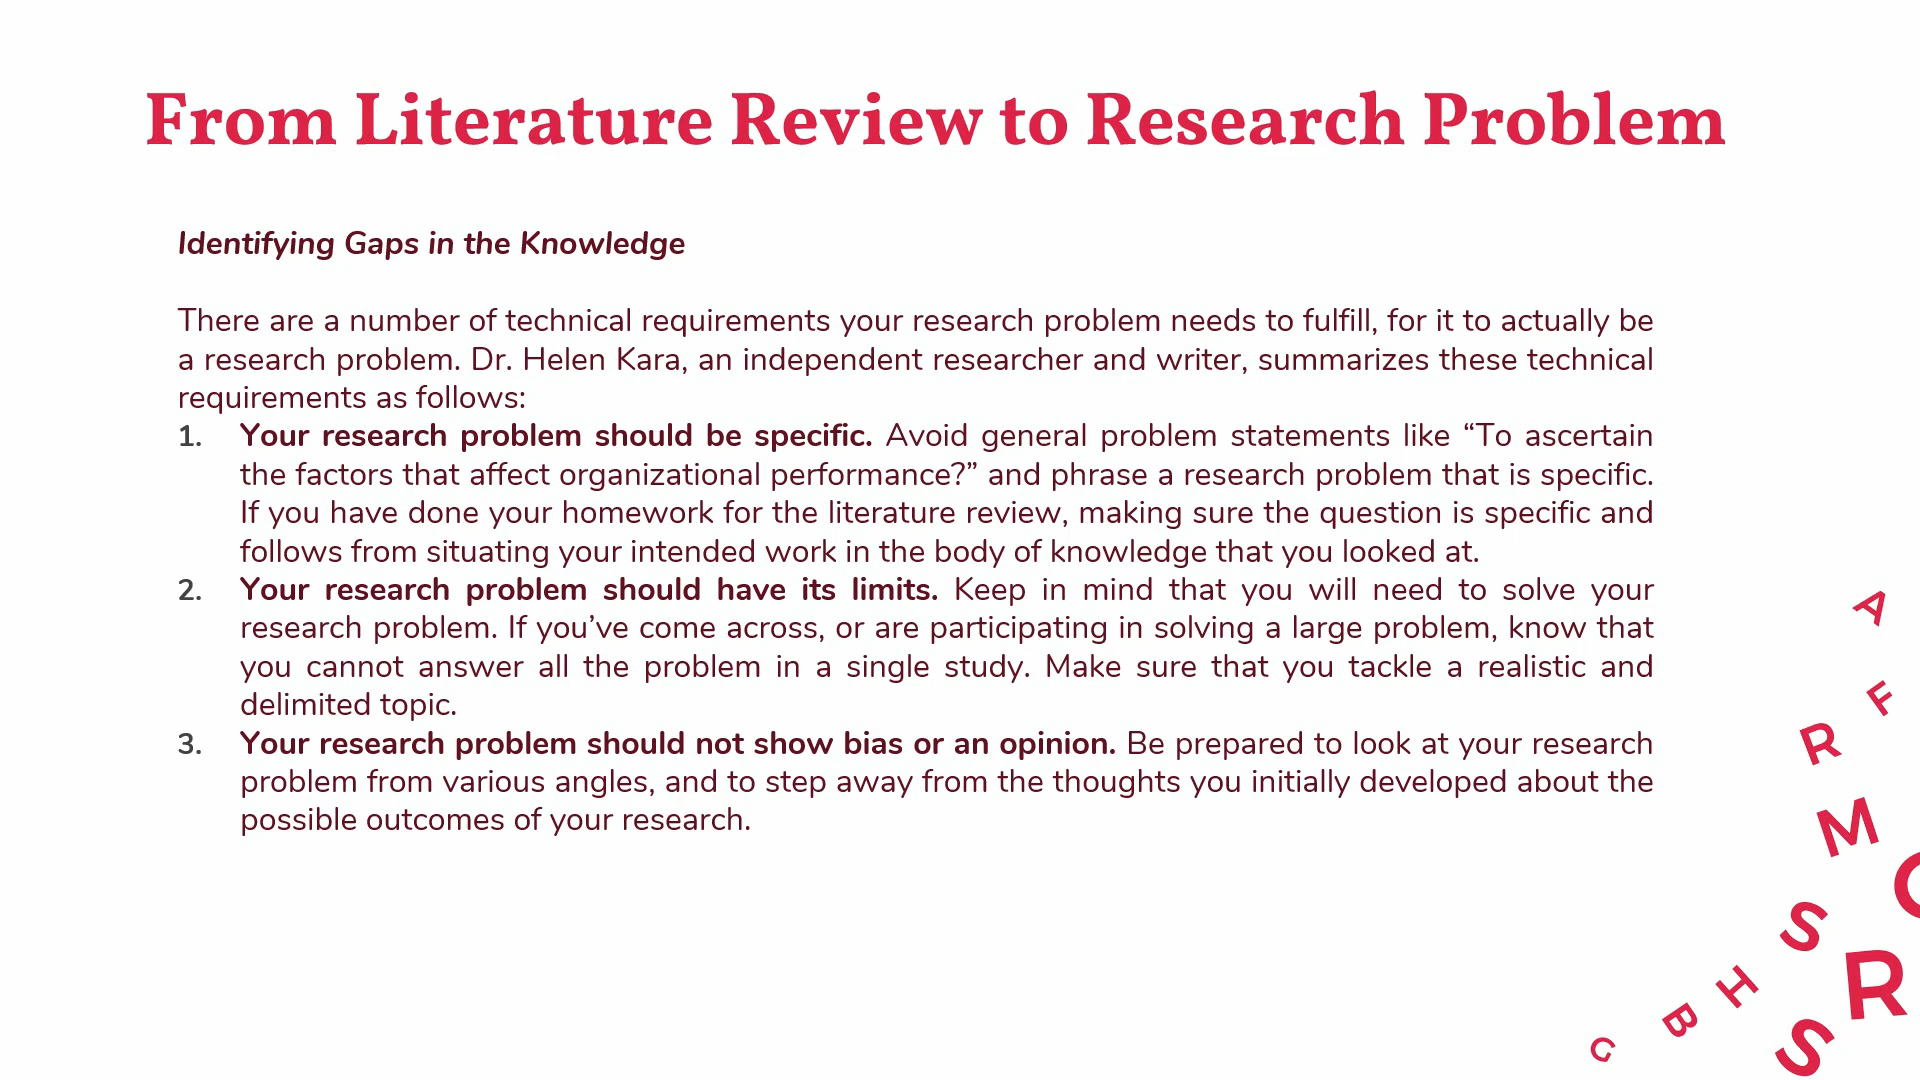 From Literature Review to Research Problem
Identifying Gaps in the Knowledge
There are a number of technical requirements your research problem needs to fulfill, for it to actually be
a research problem. Dr. Helen Kara, an independent researcher and writer, summarizes these technical
requirements as follows:
1. Your research problem should be specific. Avoid general problem statements like “To ascertain
the factors that affect organizational performance?” and phrase a research problem that is specific.
If you have done your homework for the literature review, making sure the question is specific and
follows from situating your intended work in the body of knowledge that you looked at.
2. Your research problem should have its limits. Keep in mind that you will need to solve your
research problem. If you’ve come across, or are participating in solving a large problem, know that
you cannot answer all the problem in a single study. Make sure that you tackle a realistic and
delimited topic.
3. Your research problem should not show bias or an opinion. Be prepared to look at your research
problem from various angles, and to step away from the thoughts you initially developed about the
possible outcomes of your research.
A
F
R
M
S
R
H
B
S